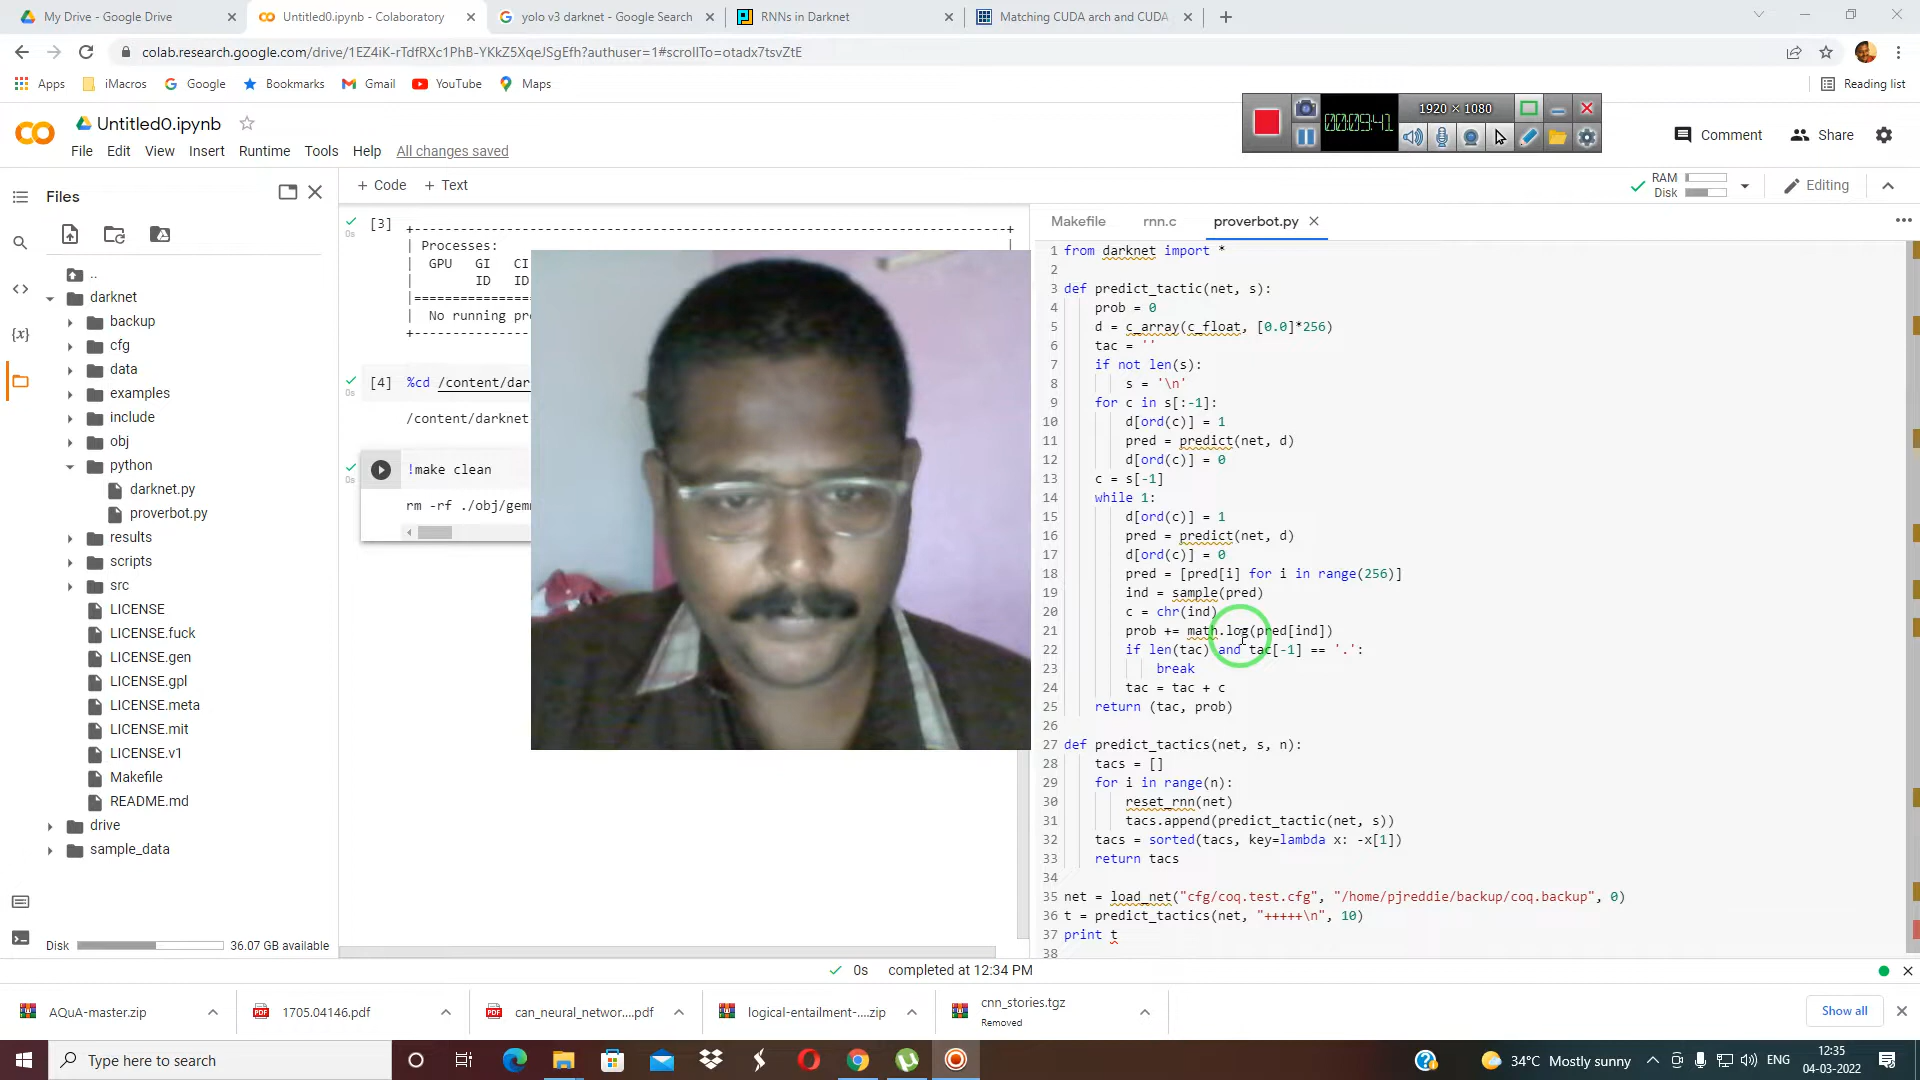 My Drive - Google Drive
Untitled0.ipynb - Colaboratory
yolo v3 darknet - Google Search
RNNs in Darknet
Matching CUDA arch and CUDA
colab.research.google.com/drive/1EZ4iK-rTdfRXc1PhB-YKkZ5XqeJSgEfh?authuser=1#scrollTo=otadx7tsvZtE
Apps
iMacros
Google
Bookmarks
Gmail
YouTube
Maps
Reading list
00:09:41
1920 × 1080
Untitled0.ipynb
Comment
Share
File
Edit
View
Insert
Runtime
Tools
Help
All changes saved
+ Code
+ Text
RAM
Disk
Editing
Files
..
darknet
backup
cfg
data
examples
include
obj
python
darknet.py
proverbot.py
results
scripts
src
LICENSE
LICENSE.fuck
LICENSE.gen
LICENSE.gpl
LICENSE.meta
LICENSE.mit
LICENSE.v1
Makefile
README.md
drive
sample_data
Disk
36.07 GB available
[3]
0s
+-----------------------------------------------------------------------------+
| Processes: |
| GPU GI CI
| ID ID
|====
| No running pr
[4]
0s
%cd /content/dar
/content/darknet
0s
!make clean
rm -rf ./obj/gem
Makefile
rnn.c
proverbot.py
1 from darknet import *
2
3 def predict_tactic(net, s):
4 prob = 0
5 d = c_array(c_float, [0.0]*256)
6 tac = ''
7 if not len(s):
8 s = '\n'
9 for c in s[:-1]:
10 d[ord(c)] = 1
11 pred = predict(net, d)
12 d[ord(c)] = 0
13 c = s[-1]
14 while 1:
15 d[ord(c)] = 1
16 pred = predict(net, d)
17 d[ord(c)] = 0
18 pred = [pred[i] for i in range(256)]
19 ind = sample(pred)
20 c = chr(ind)
21 prob += math.log(pred[ind])
22 if len(tac) and tac[-1] == '.':
23 break
24 tac = tac + c
25 return (tac, prob)
26
27 def predict_tactics(net, s, n):
28 tacs = []
29 for i in range(n):
30 reset_rnn(net)
31 tacs.append(predict_tactic(net, s))
32 tacs = sorted(tacs, key=lambda x: -x[1])
33 return tacs
34
35 net = load_net("cfg/coq.test.cfg", "/home/pjreddie/backup/coq.backup", 0)
36 t = predict_tactics(net, "+++++\n", 10)
37 print t
38
0s completed at 12:34 PM
AQuA-master.zip
1705.04146.pdf
can_neural_networ....pdf
logical-entailment-....zip
cnn_stories.tgz
Removed
Show all
Type here to search
34°C Mostly sunny
ENG
12:35
04-03-2022